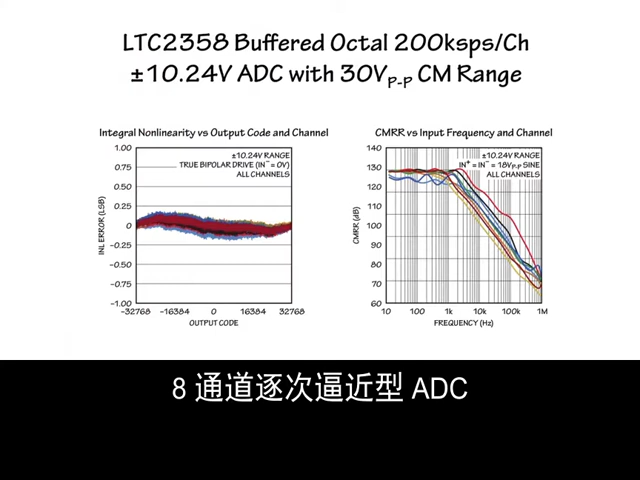 LTC2358 Buffered Octal 200ksps/Ch
±10.24V ADC with 30VP-P CM Range
Integral Nonlinearity vs Output Code and Channel
1.00
0.75
0.50
0.25
0
-0.25
-0.50
-0.75
-1.00
INL ERROR (LSB)
±10.24V RANGE
TRUE BIPOLAR DRIVE (IN⁻ = 0V)
ALL CHANNELS
-32768 -16384 0 16384 32768
OUTPUT CODE
CMRR vs Input Frequency and Channel
140
130
120
110
100
90
80
70
60
CMRR (dB)
±10.24V RANGE
IN⁺ = IN⁻ = 18VP-P SINE
ALL CHANNELS
10 100 1k 10k 100k 1M
FREQUENCY (Hz)
8 通道逐次逼近型 ADC